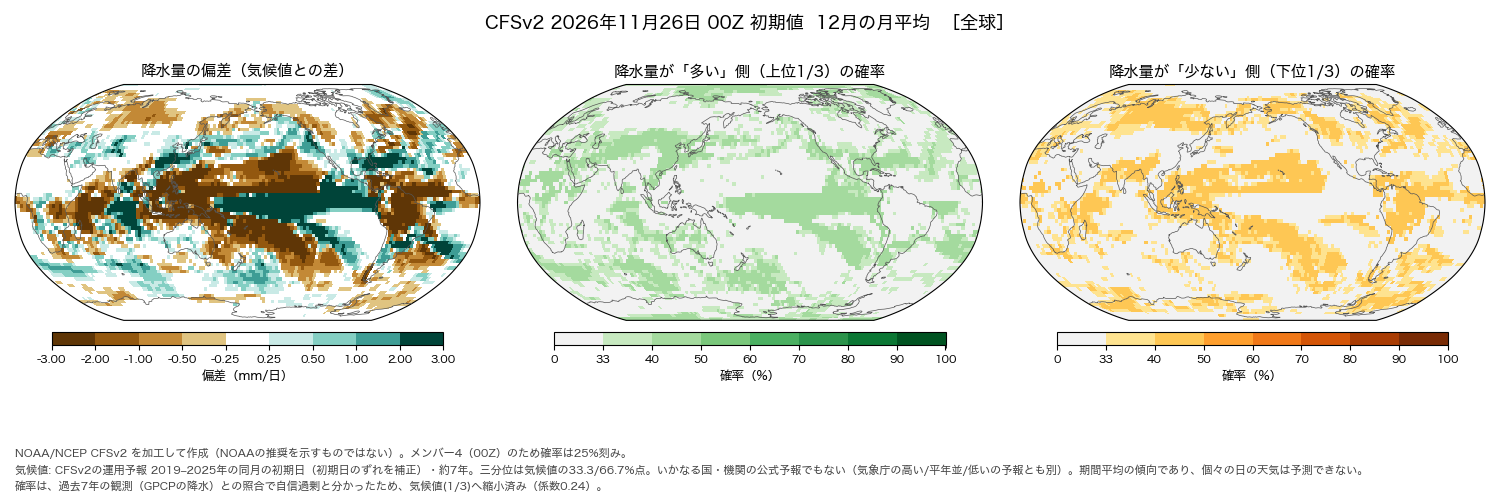 CFSv2 2026年11月26日 00Z 初期値 12月の月平均 ［全球］
降水量の偏差（気候値との差）
降水量が「多い」側（上位1/3）の確率
降水量が「少ない」側（下位1/3）の確率
-3.00 -2.00 -1.00 -0.50 -0.25 0.25 0.50 1.00 2.00 3.00
偏差（mm/日）
0 33 40 50 60 70 80 90 100
確率（%）
0 33 40 50 60 70 80 90 100
確率（%）
NOAA/NCEP CFSv2 を加工して作成（NOAAの推奨を示すものではない）。メンバー4（00Z）のため確率は25%刻み。
気候値: CFSv2の運用予報 2019–2025年の同月の初期日（初期日のずれを補正）・約7年。三分位は気候値の33.3/66.7%点。いかなる国・機関の公式予報でもない（気象庁の高い/平年並/低いの予報とも別）。期間平均の傾向であり、個々の日の天気は予測できない。
確率は、過去7年の観測（GPCPの降水）との照合で自信過剰と分かったため、気候値(1/3)へ縮小済み（係数0.24）。